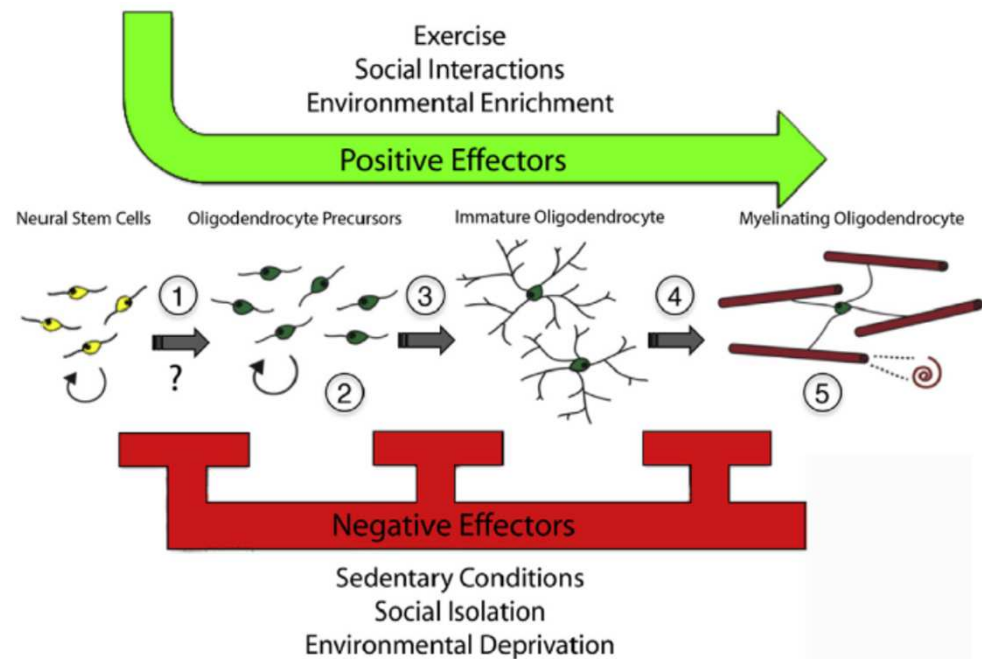 Exercise
Social Interactions
Environmental Enrichment
Positive Effectors
Neural Stem Cells
Oligodendrocyte Precursors
Immature Oligodendrocyte
Myelinating Oligodendrocyte
1
3
4
?
2
5
Negative Effectors
Sedentary Conditions
Social Isolation
Environmental Deprivation